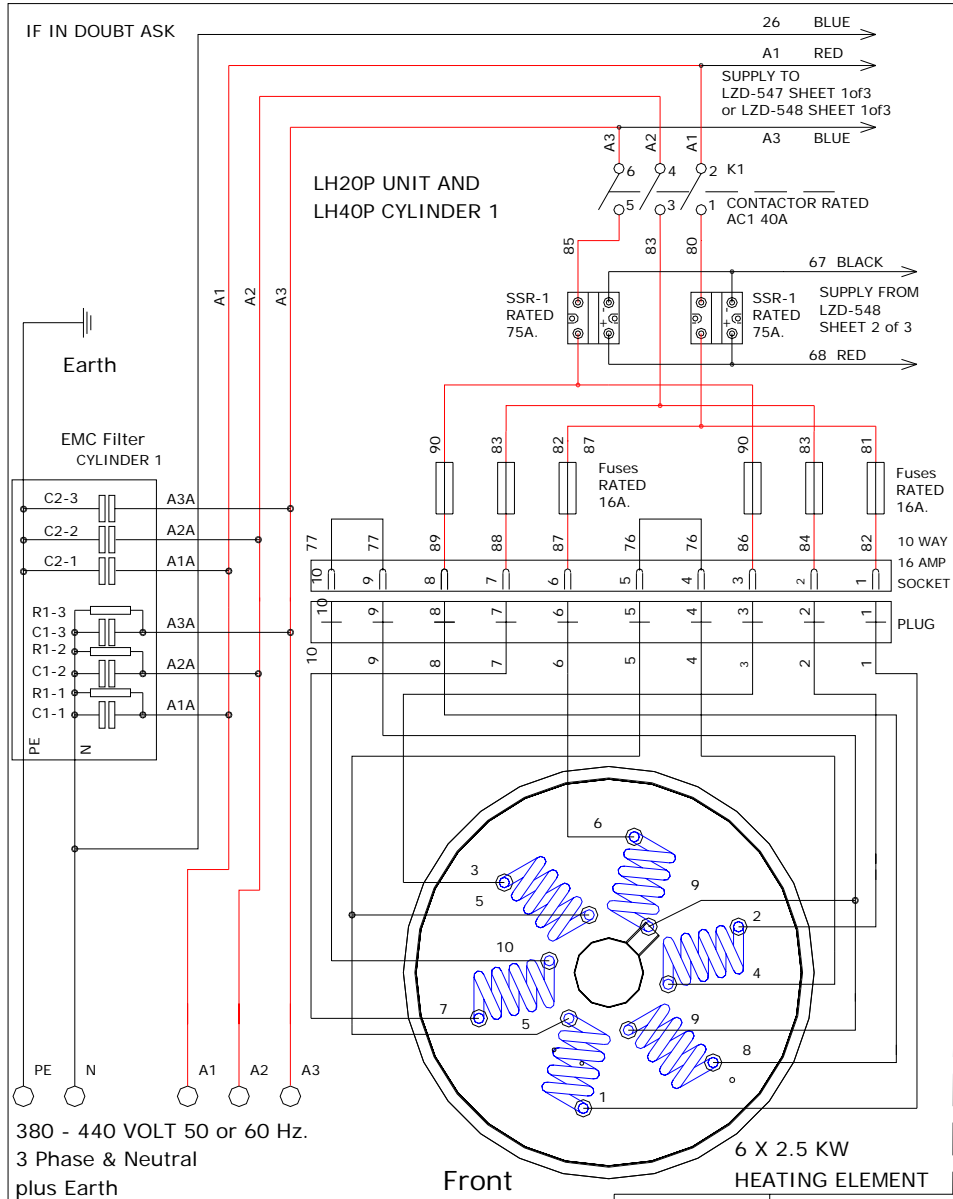 IF IN DOUBT ASK
26 BLUE
A1 RED
SUPPLY TO
LZD-547 SHEET 1of3
or LZD-548 SHEET 1of3
A3 BLUE
A3
A2
A1
6
4
2
K1
LH20P UNIT AND
LH40P CYLINDER 1
5
3
1
CONTACTOR RATED
AC1 40A
85
83
80
67 BLACK
A1
A2
A3
SSR-1
RATED
75A.
-
+
SSR-1
RATED
75A.
-
+
SUPPLY FROM
LZD-548
SHEET 2 of 3
68 RED
Earth
EMC Filter
CYLINDER 1
90
83
82
87
90
83
81
Fuses
RATED
16A.
Fuses
RATED
16A.
C2-3
A3A
C2-2
A2A
C2-1
A1A
77
77
89
88
87
76
76
86
84
82
10 WAY
16 AMP
SOCKET
10
9
8
7
6
5
4
3
2
1
R1-3
C1-3
A3A
R1-2
C1-2
A2A
R1-1
C1-1
A1A
PE
N
10
9
8
7
6
5
4
3
2
1
PLUG
10
9
8
7
6
5
4
3
2
1
6
3
5
9
2
10
4
7
5
9
8
1
PE
N
A1
A2
A3
380 - 440 VOLT 50 or 60 Hz.
3 Phase & Neutral
plus Earth
Front
6 X 2.5 KW
HEATING ELEMENT